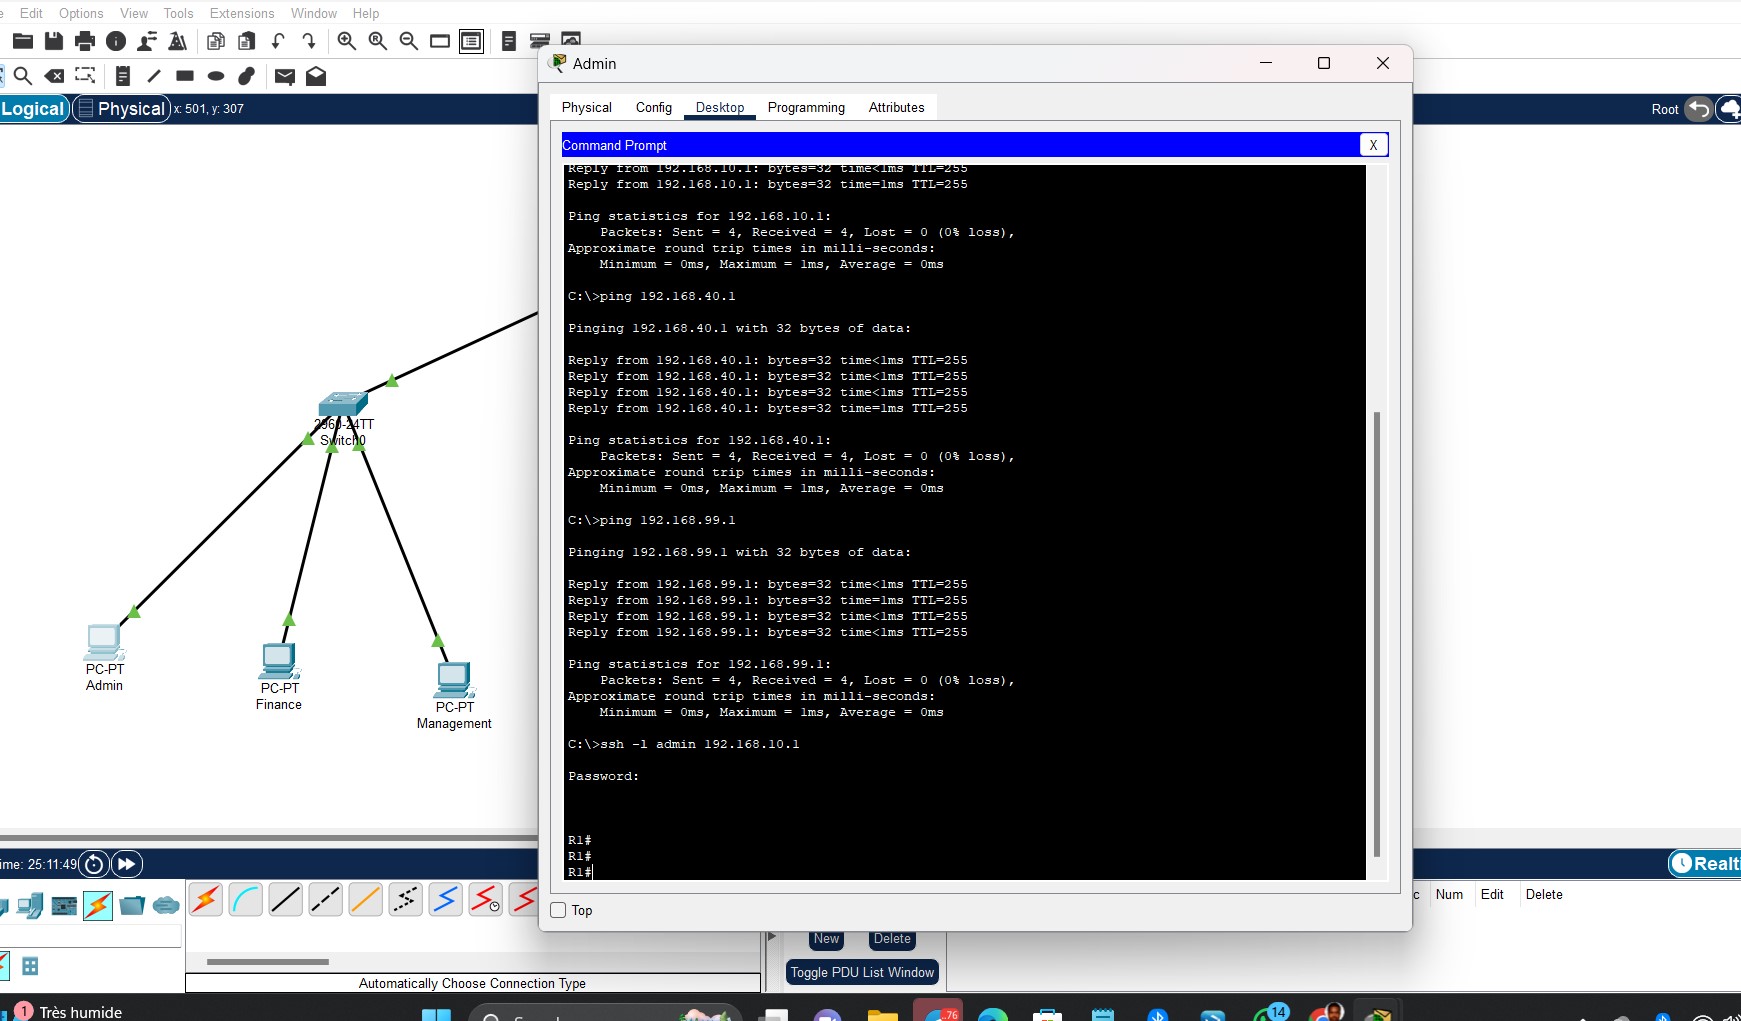 Edit Options View Tools Extensions Window Help
Logical Physical x: 501, y: 307
Root
Admin
Physical Config Desktop Programming Attributes
Command Prompt X
Reply from 192.168.10.1: bytes=32 time<1ms TTL=255
Reply from 192.168.10.1: bytes=32 time=1ms TTL=255
Ping statistics for 192.168.10.1:
Packets: Sent = 4, Received = 4, Lost = 0 (0% loss),
Approximate round trip times in milli-seconds:
Minimum = 0ms, Maximum = 1ms, Average = 0ms
C:\>ping 192.168.40.1
Pinging 192.168.40.1 with 32 bytes of data:
Reply from 192.168.40.1: bytes=32 time<1ms TTL=255
Reply from 192.168.40.1: bytes=32 time<1ms TTL=255
Reply from 192.168.40.1: bytes=32 time<1ms TTL=255
Reply from 192.168.40.1: bytes=32 time=1ms TTL=255
Ping statistics for 192.168.40.1:
Packets: Sent = 4, Received = 4, Lost = 0 (0% loss),
Approximate round trip times in milli-seconds:
Minimum = 0ms, Maximum = 1ms, Average = 0ms
C:\>ping 192.168.99.1
Pinging 192.168.99.1 with 32 bytes of data:
Reply from 192.168.99.1: bytes=32 time<1ms TTL=255
Reply from 192.168.99.1: bytes=32 time=1ms TTL=255
Reply from 192.168.99.1: bytes=32 time<1ms TTL=255
Reply from 192.168.99.1: bytes=32 time<1ms TTL=255
Ping statistics for 192.168.99.1:
Packets: Sent = 4, Received = 4, Lost = 0 (0% loss),
Approximate round trip times in milli-seconds:
Minimum = 0ms, Maximum = 1ms, Average = 0ms
C:\>ssh -l admin 192.168.10.1
Password:
R1#
R1#
R1#
Top
2960-24TT
Switch0
PC-PT
Admin
PC-PT
Finance
PC-PT
Management
ime: 25:11:49
Realti
c Num Edit Delete
New Delete
Toggle PDU List Window
Automatically Choose Connection Type
1 Très humide
..76
14